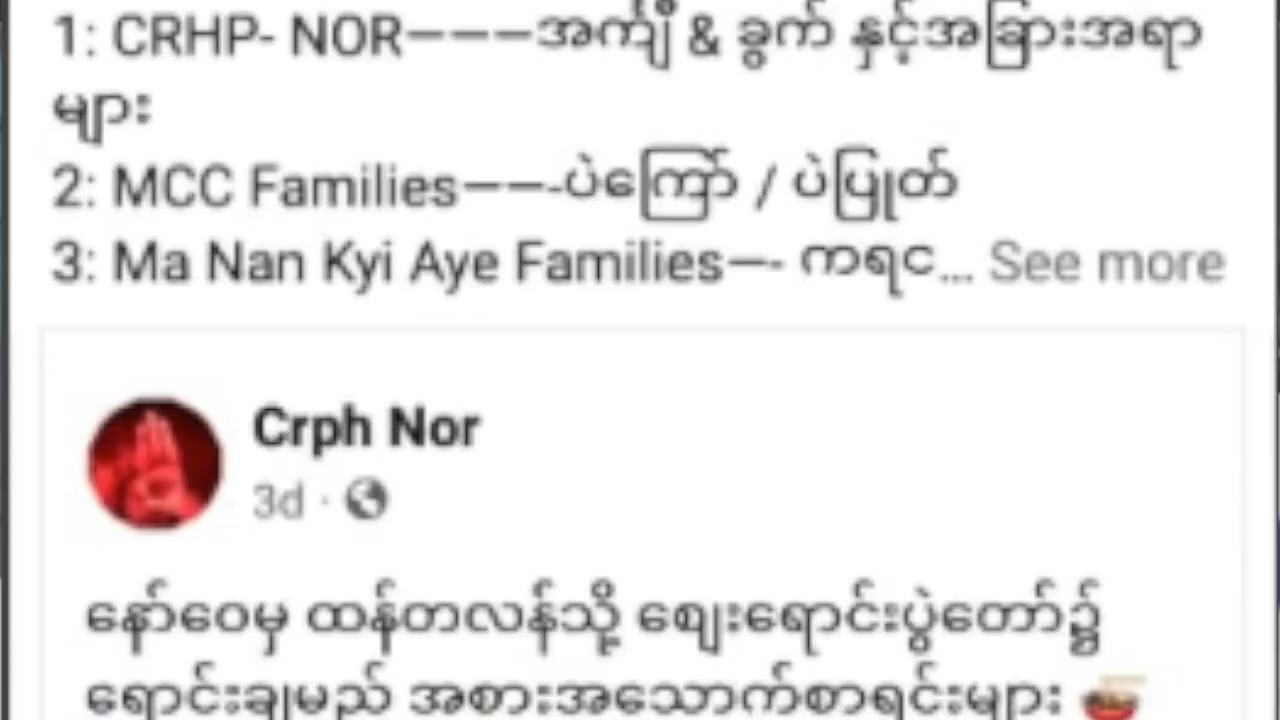 1: CRHP- NOR———အင်္ကျီ & ခွက် နှင့်အခြားအရာ
များ
2: MCC Families——-ပဲကြော် / ပဲပြုတ်
3: Ma Nan Kyi Aye Families—- ကရင... See more
Crph Nor
3d ·
နော်ဝေမှ ထန်တလန်သို့ ဈေးရောင်းပွဲတော်၌
ရောင်းချမည် အစားအသောက်စာရင်းများ 🍜